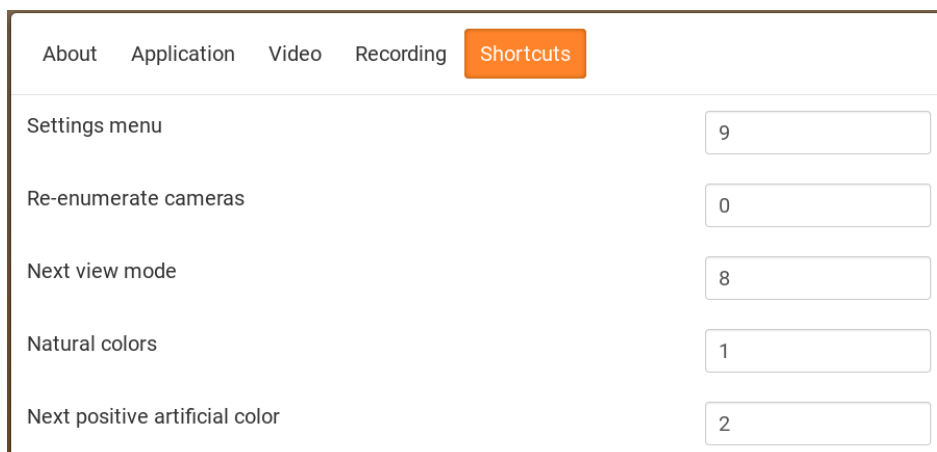 About Application Video Recording Shortcuts
Settings menu 9
Re-enumerate cameras 0
Next view mode 8
Natural colors 1
Next positive artificial color 2